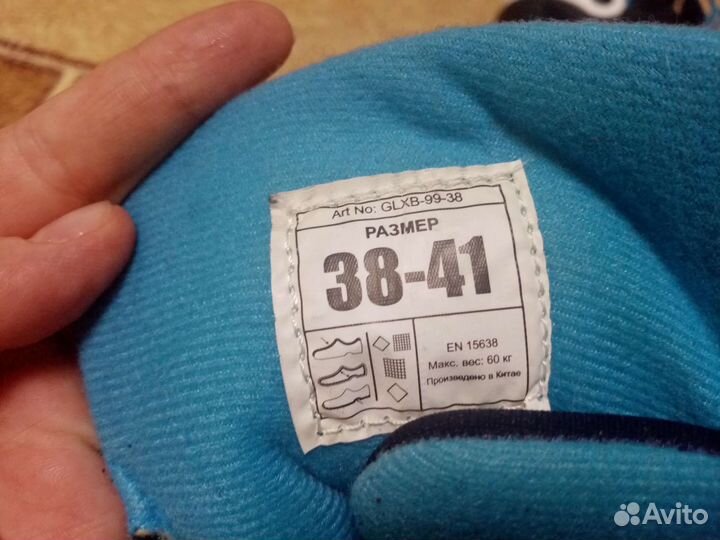 Art No: GLXB-99-38
РАЗМЕР
38-41
EN 15638
Макс. вес: 60 кг
Произведено в Китае
Avito